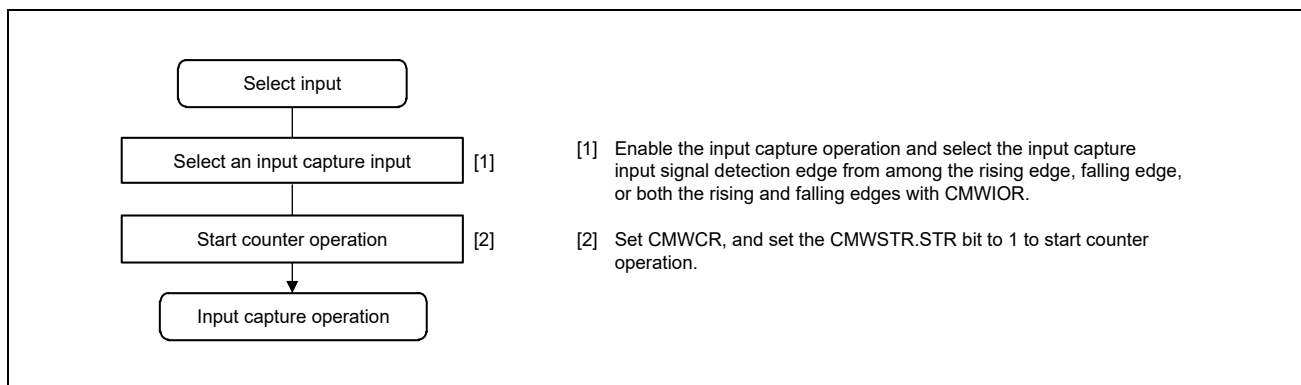 Select input
Select an input capture input [1]
Start counter operation [2]
Input capture operation
[1] Enable the input capture operation and select the input capture
input signal detection edge from among the rising edge, falling edge,
or both the rising and falling edges with CMWIOR.
[2] Set CMWCR, and set the CMWSTR.STR bit to 1 to start counter
operation.